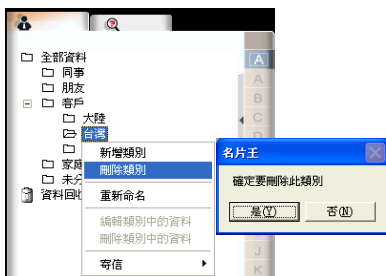 全部資料
同事
朋友
客戶
大陸
台湾
家庭
未分
資料回收
新增類別
刪除類別
重新命名
編輯類別中的資料
刪除類別中的資料
寄信
名片王
確定要刪除此類別
是(Y)
否(N)
A
A
B
C
D
J
K